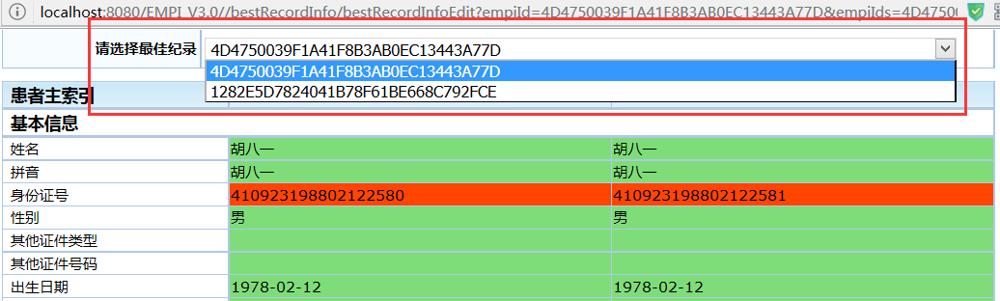 localhost:8080/EMPI_V3.0//bestRecordInfo/bestRecordInfoEdit?empiId=4D4750039F1A41F8B3AB0EC13443A77D&empiIds=4D4750
请选择最佳纪录 4D4750039F1A41F8B3AB0EC13443A77D
4D4750039F1A41F8B3AB0EC13443A77D
1282E5D7824041B78F61BE668C792FCE
患者主索引
基本信息
姓名 胡八一 胡八一
拼音 胡八一 胡八一
身份证号 410923198802122580 410923198802122581
性别 男 男
其他证件类型
其他证件号码
出生日期 1978-02-12 1978-02-12